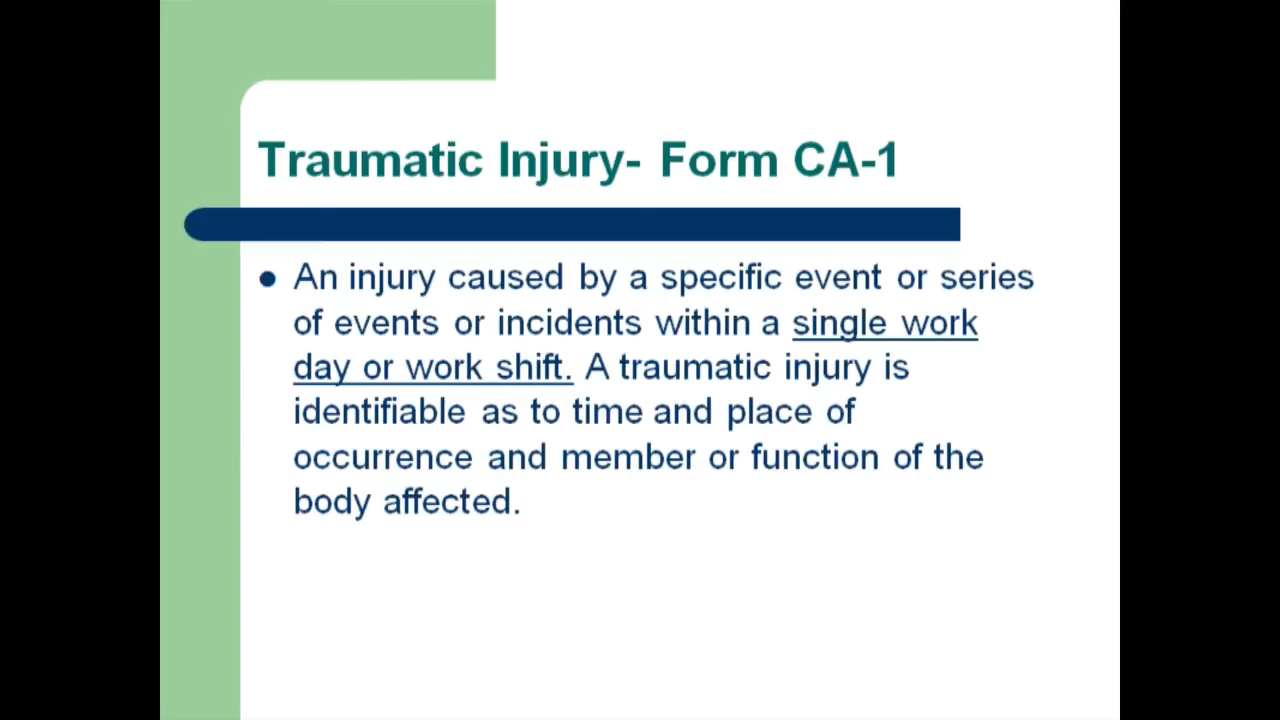 Traumatic Injury- Form CA-1
• An injury caused by a specific event or series
of events or incidents within a single work
day or work shift. A traumatic injury is
identifiable as to time and place of
occurrence and member or function of the
body affected.